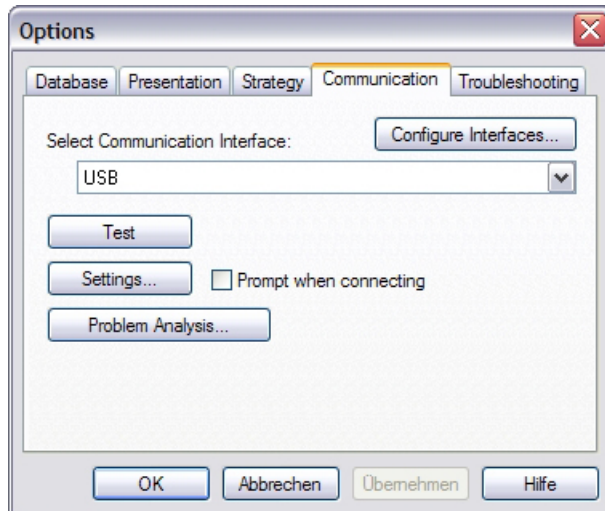 Options
Database Presentation Strategy Communication Troubleshooting
Select Communication Interface: Configure Interfaces...
USB
Test
Settings... Prompt when connecting
Problem Analysis...
OK Abbrechen Übernehmen Hilfe